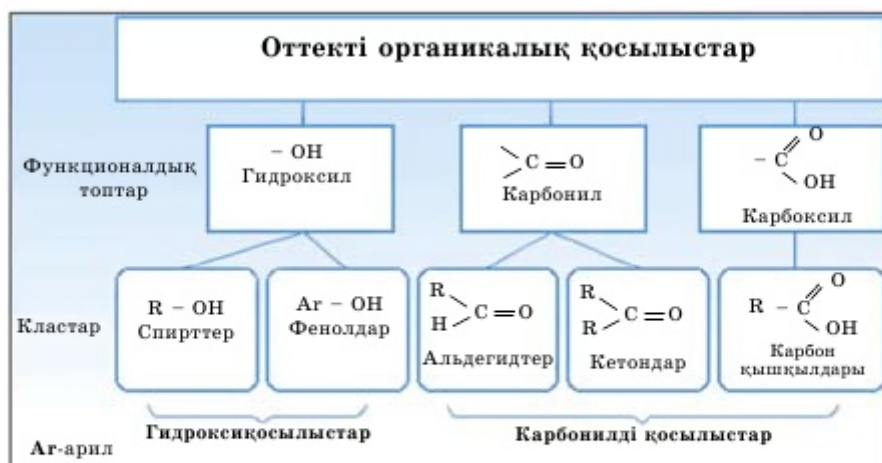 Оттекті органикалық қосылыстар
Функционалдық
топтар
– OH
Гидроксил
C=O
Карбонил
– C
O
OH
Карбоксил
Кластар
R – OH
Спирттер
Ar – OH
Фенолдар
R
H
C=O
Альдегидтер
R
R
C=O
Кетондар
R – C
O
OH
Карбон
қышқылдары
Гидроксиқосылыстар
Карбонилді қосылыстар
Ar-арил